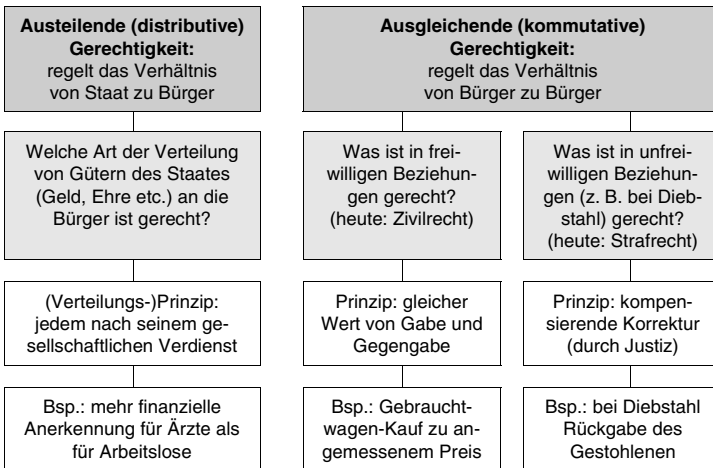 Austeilende (distributive)
Gerechtigkeit:
regelt das Verhältnis
von Staat zu Bürger
Ausgleichende (kommutative)
Gerechtigkeit:
regelt das Verhältnis
von Bürger zu Bürger
Welche Art der Verteilung
von Gütern des Staates
(Geld, Ehre etc.) an die
Bürger ist gerecht?
Was ist in frei-
willigen Beziehun-
gen gerecht?
(heute: Zivilrecht)
Was ist in unfrei-
willigen Beziehun-
gen (z. B. bei Dieb-
stahl) gerecht?
(heute: Strafrecht)
(Verteilungs-)Prinzip:
jedem nach seinem ge-
sellschaftlichen Verdienst
Prinzip: gleicher
Wert von Gabe und
Gegengabe
Prinzip: kompen-
sierende Korrektur
(durch Justiz)
Bsp.: mehr finanzielle
Anerkennung für Ärzte als
für Arbeitslose
Bsp.: Gebraucht-
wagen-Kauf zu an-
gemessenem Preis
Bsp.: bei Diebstahl
Rückgabe des
Gestohlenen